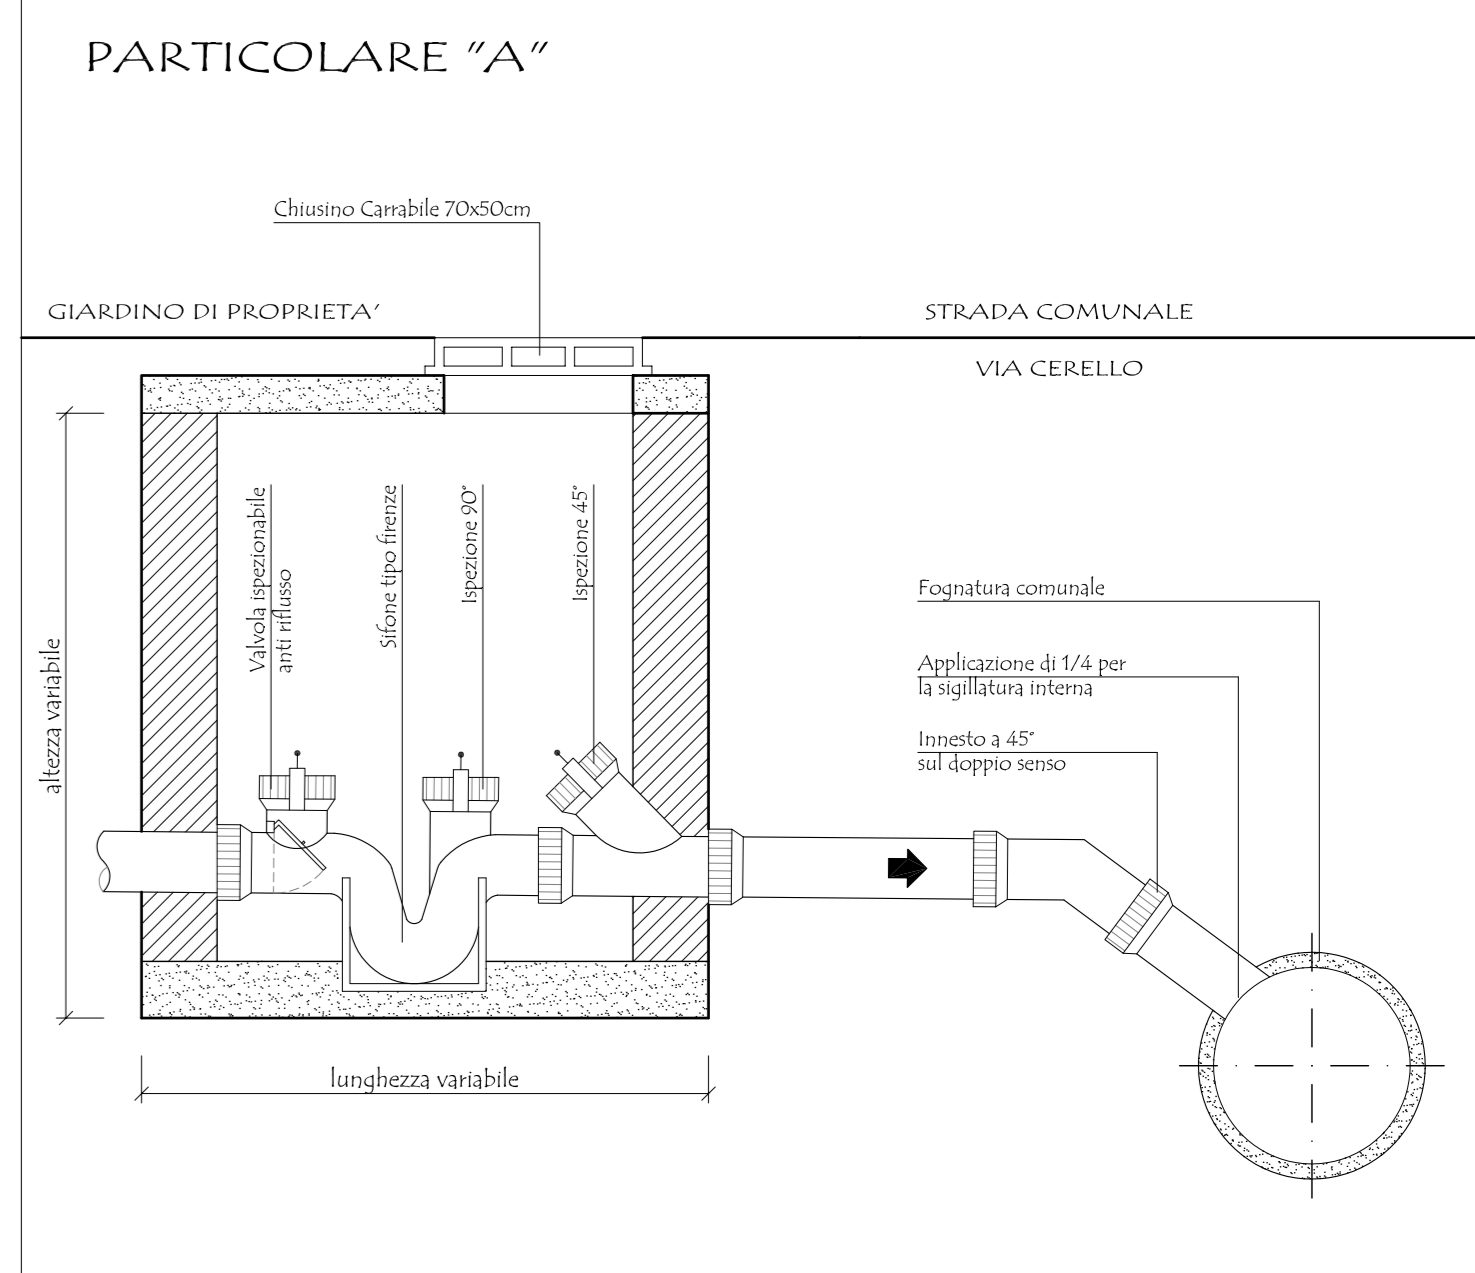 PARTICOLARE "A"
Chiusino Carrabile 70x50cm
GIARDINO DI PROPRIETA'
STRADA COMUNALE
VIA CERELLO
Valvola ispezionabile
anti riflusso
Sifone tipo firenze
Ispezione 90°
Ispezione 45°
altezza variabile
lunghezza variabile
Fognatura comunale
Applicazione di 1/4 per
la sigillatura interna
Innesto a 45°
sul doppio senso